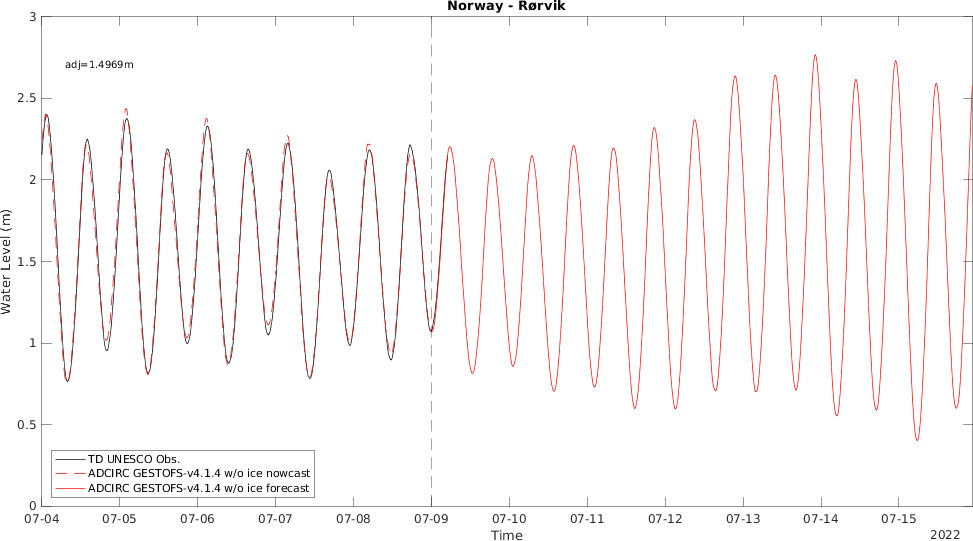 Norway - Rørvik
adj=1.4969m
Water Level (m)
3
2.5
2
1.5
1
0.5
0
TD UNESCO Obs.
ADCIRC GESTOFS-v4.1.4 w/o ice nowcast
ADCIRC GESTOFS-v4.1.4 w/o ice forecast
07-04 07-05 07-06 07-07 07-08 07-09 07-10 07-11 07-12 07-13 07-14 07-15
Time
2022